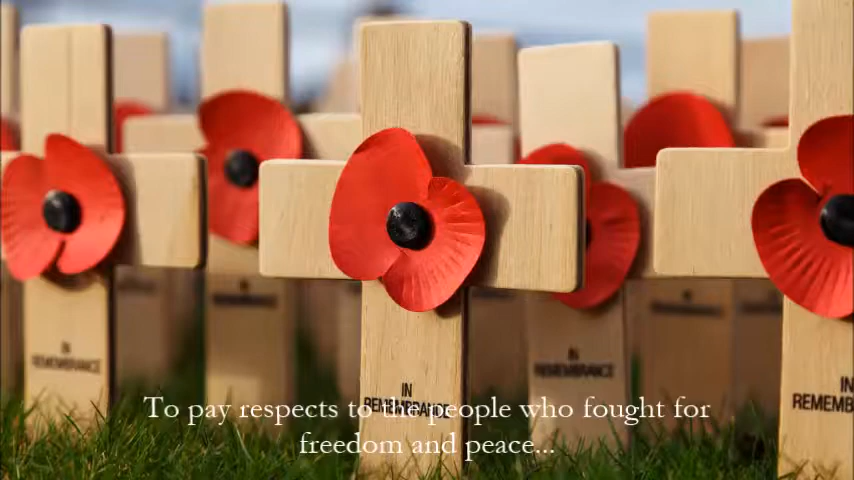 IN
REMEMBRANCE
IN
REMEMBRANCE
IN
REMEMBRANCE
IN
REMEMB
To pay respects to the people who fought for
freedom and peace...